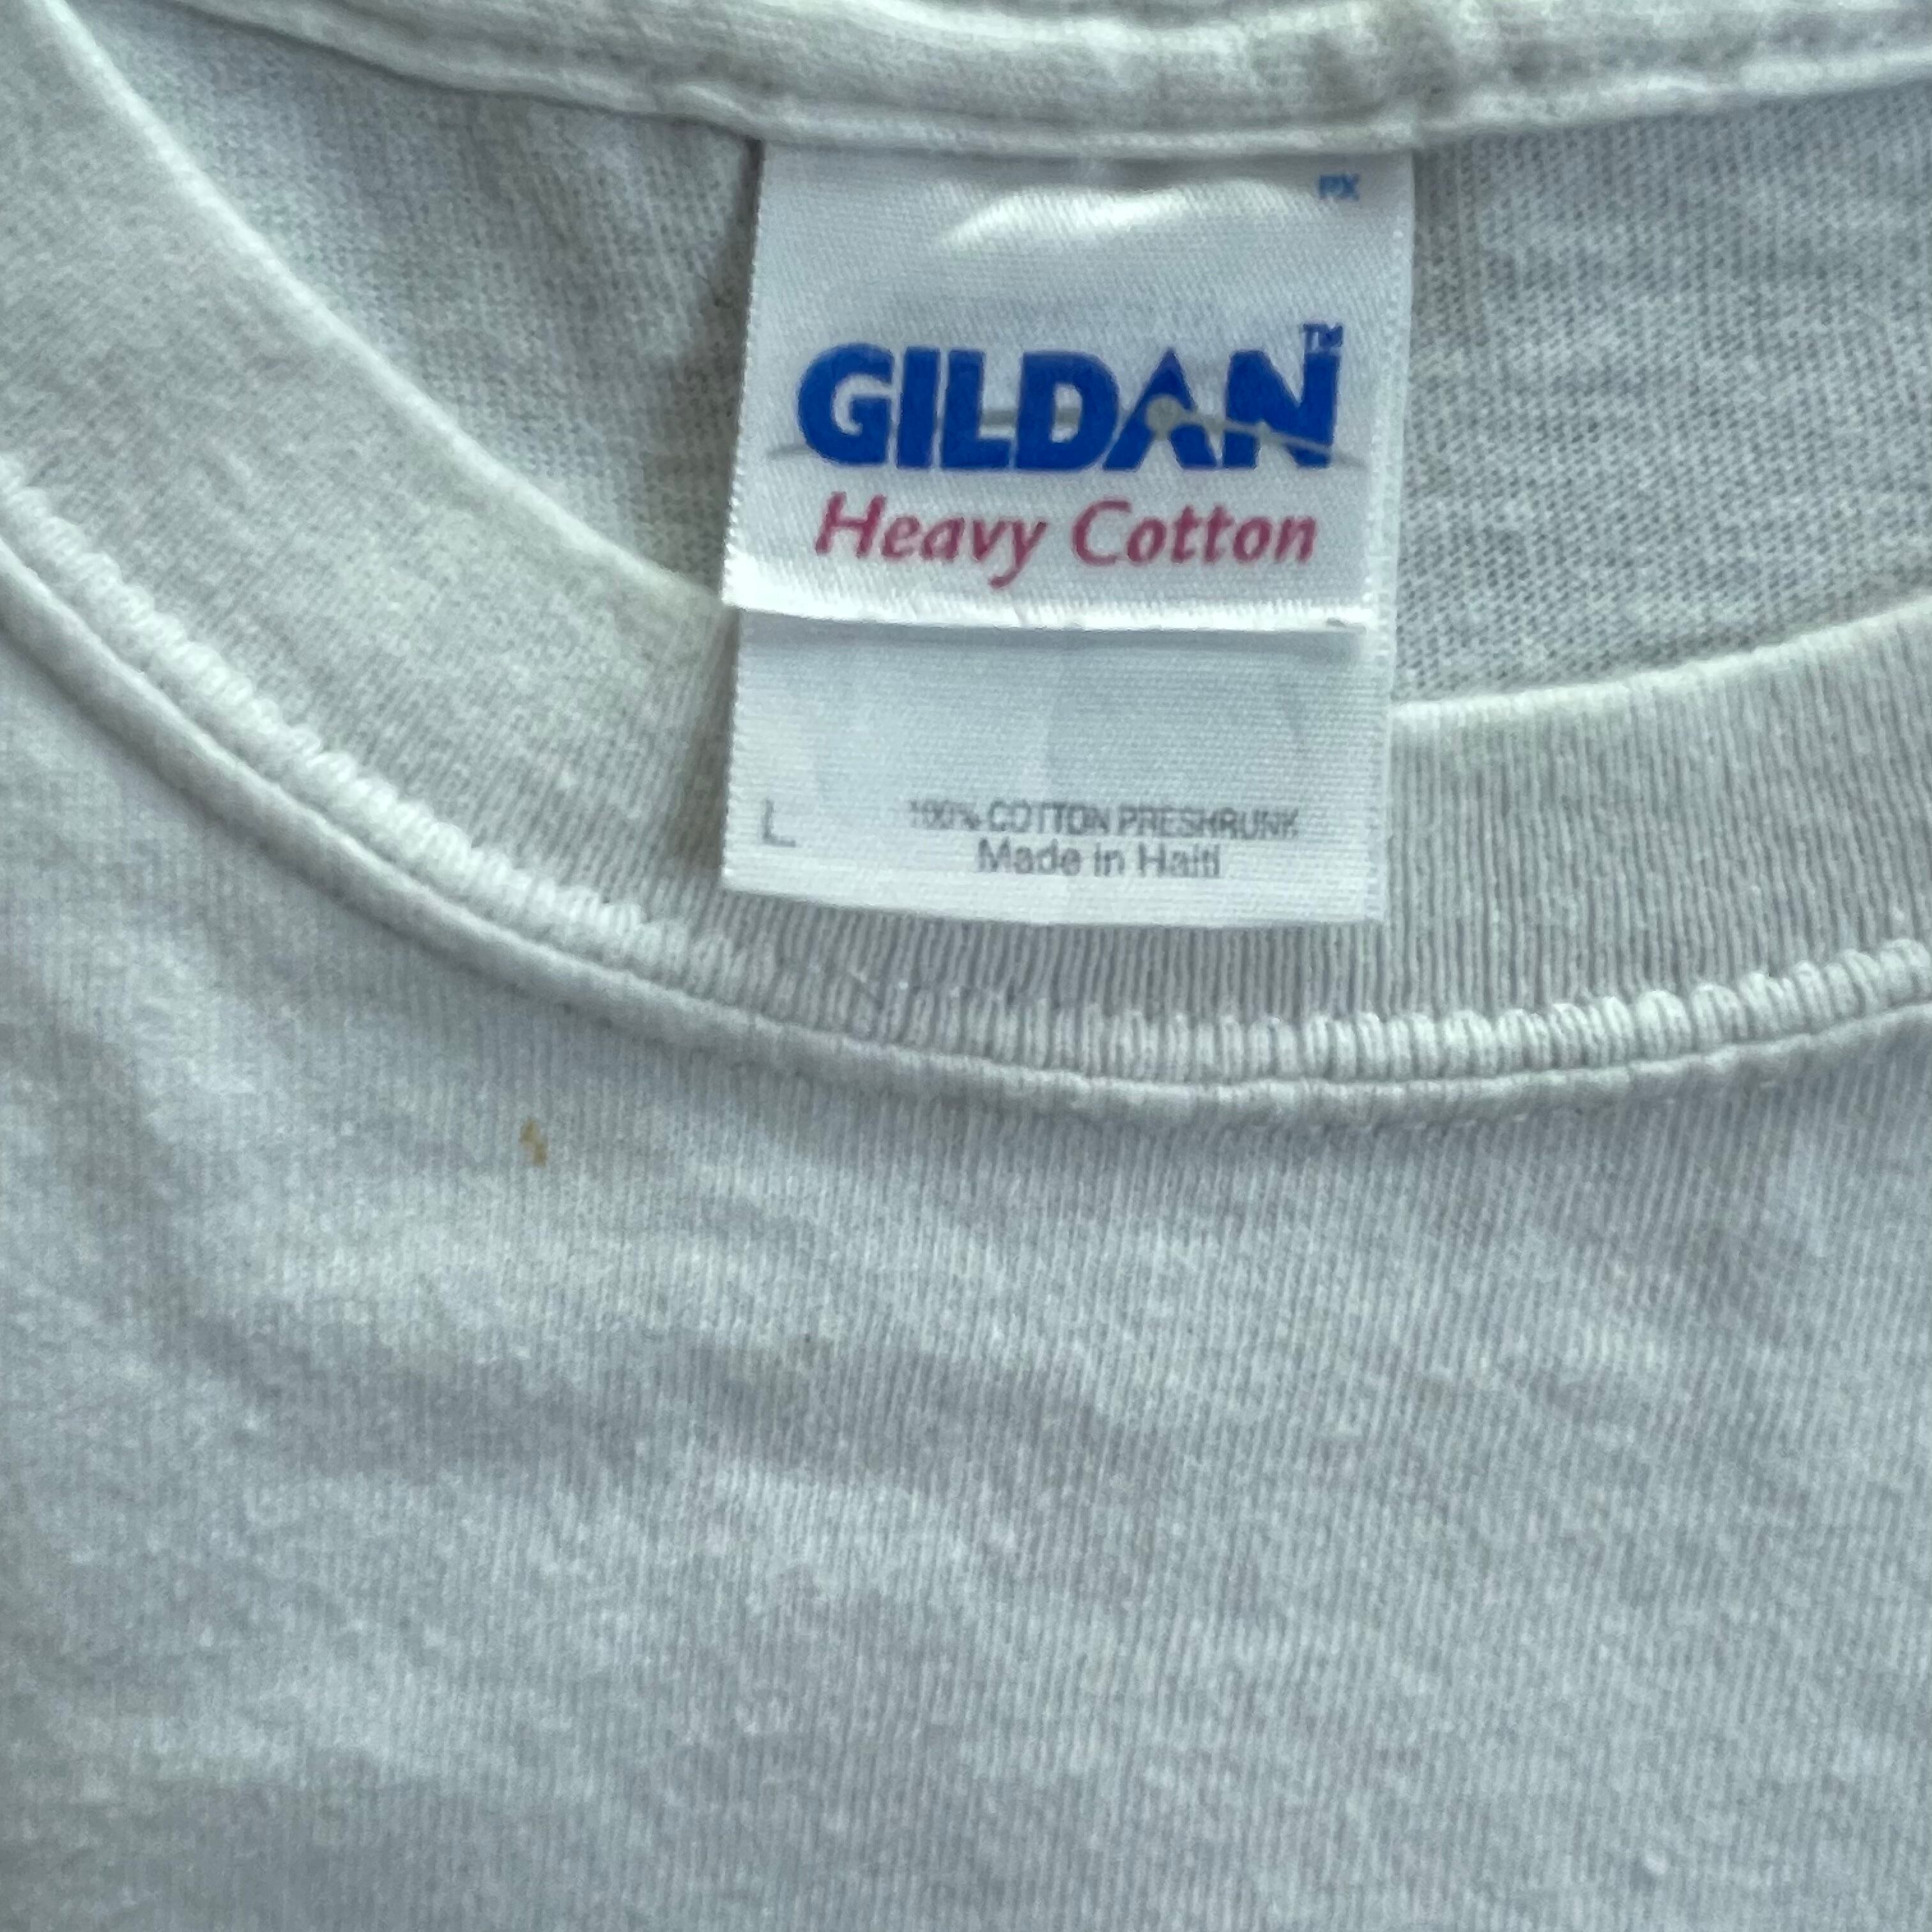 RX
GILDAN™
Heavy Cotton
L 100% COTTON PRESHRUNK
Made in Haiti